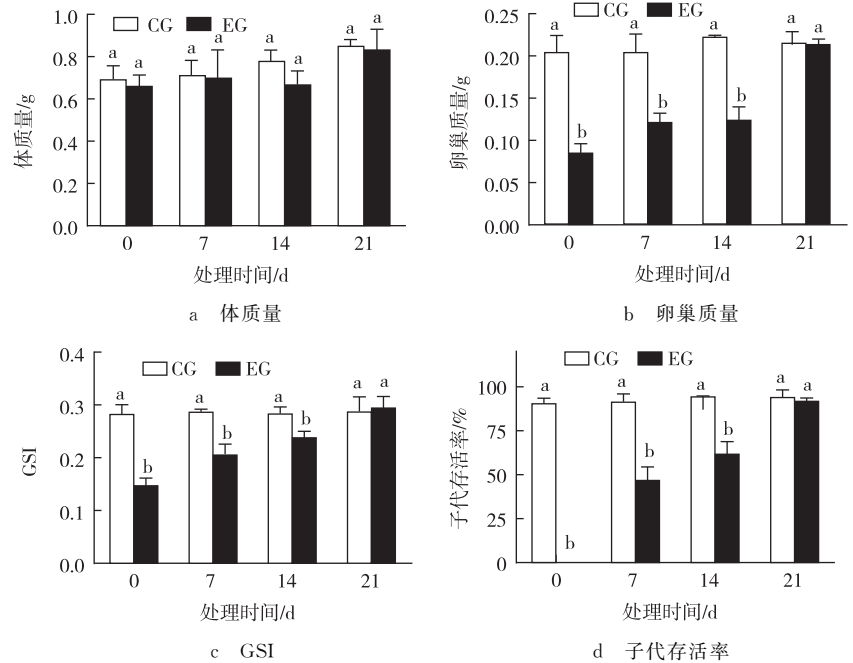 1.0
0.8
0.6
0.4
0.2
0.0
体质量/g
CG EG
a a a a a a a a
0 7 14 21
处理时间/d
a 体质量
0.25
0.20
0.15
0.10
0.05
0.00
卵巢质量/g
CG EG
a b a b a b a a
0 7 14 21
处理时间/d
b 卵巢质量
0.4
0.3
0.2
0.1
0.0
GSI
CG EG
a b a b a b a a
0 7 14 21
处理时间/d
c GSI
100
75
50
25
0
子代存活率/%
CG EG
a b a b a b a a
0 7 14 21
处理时间/d
d 子代存活率